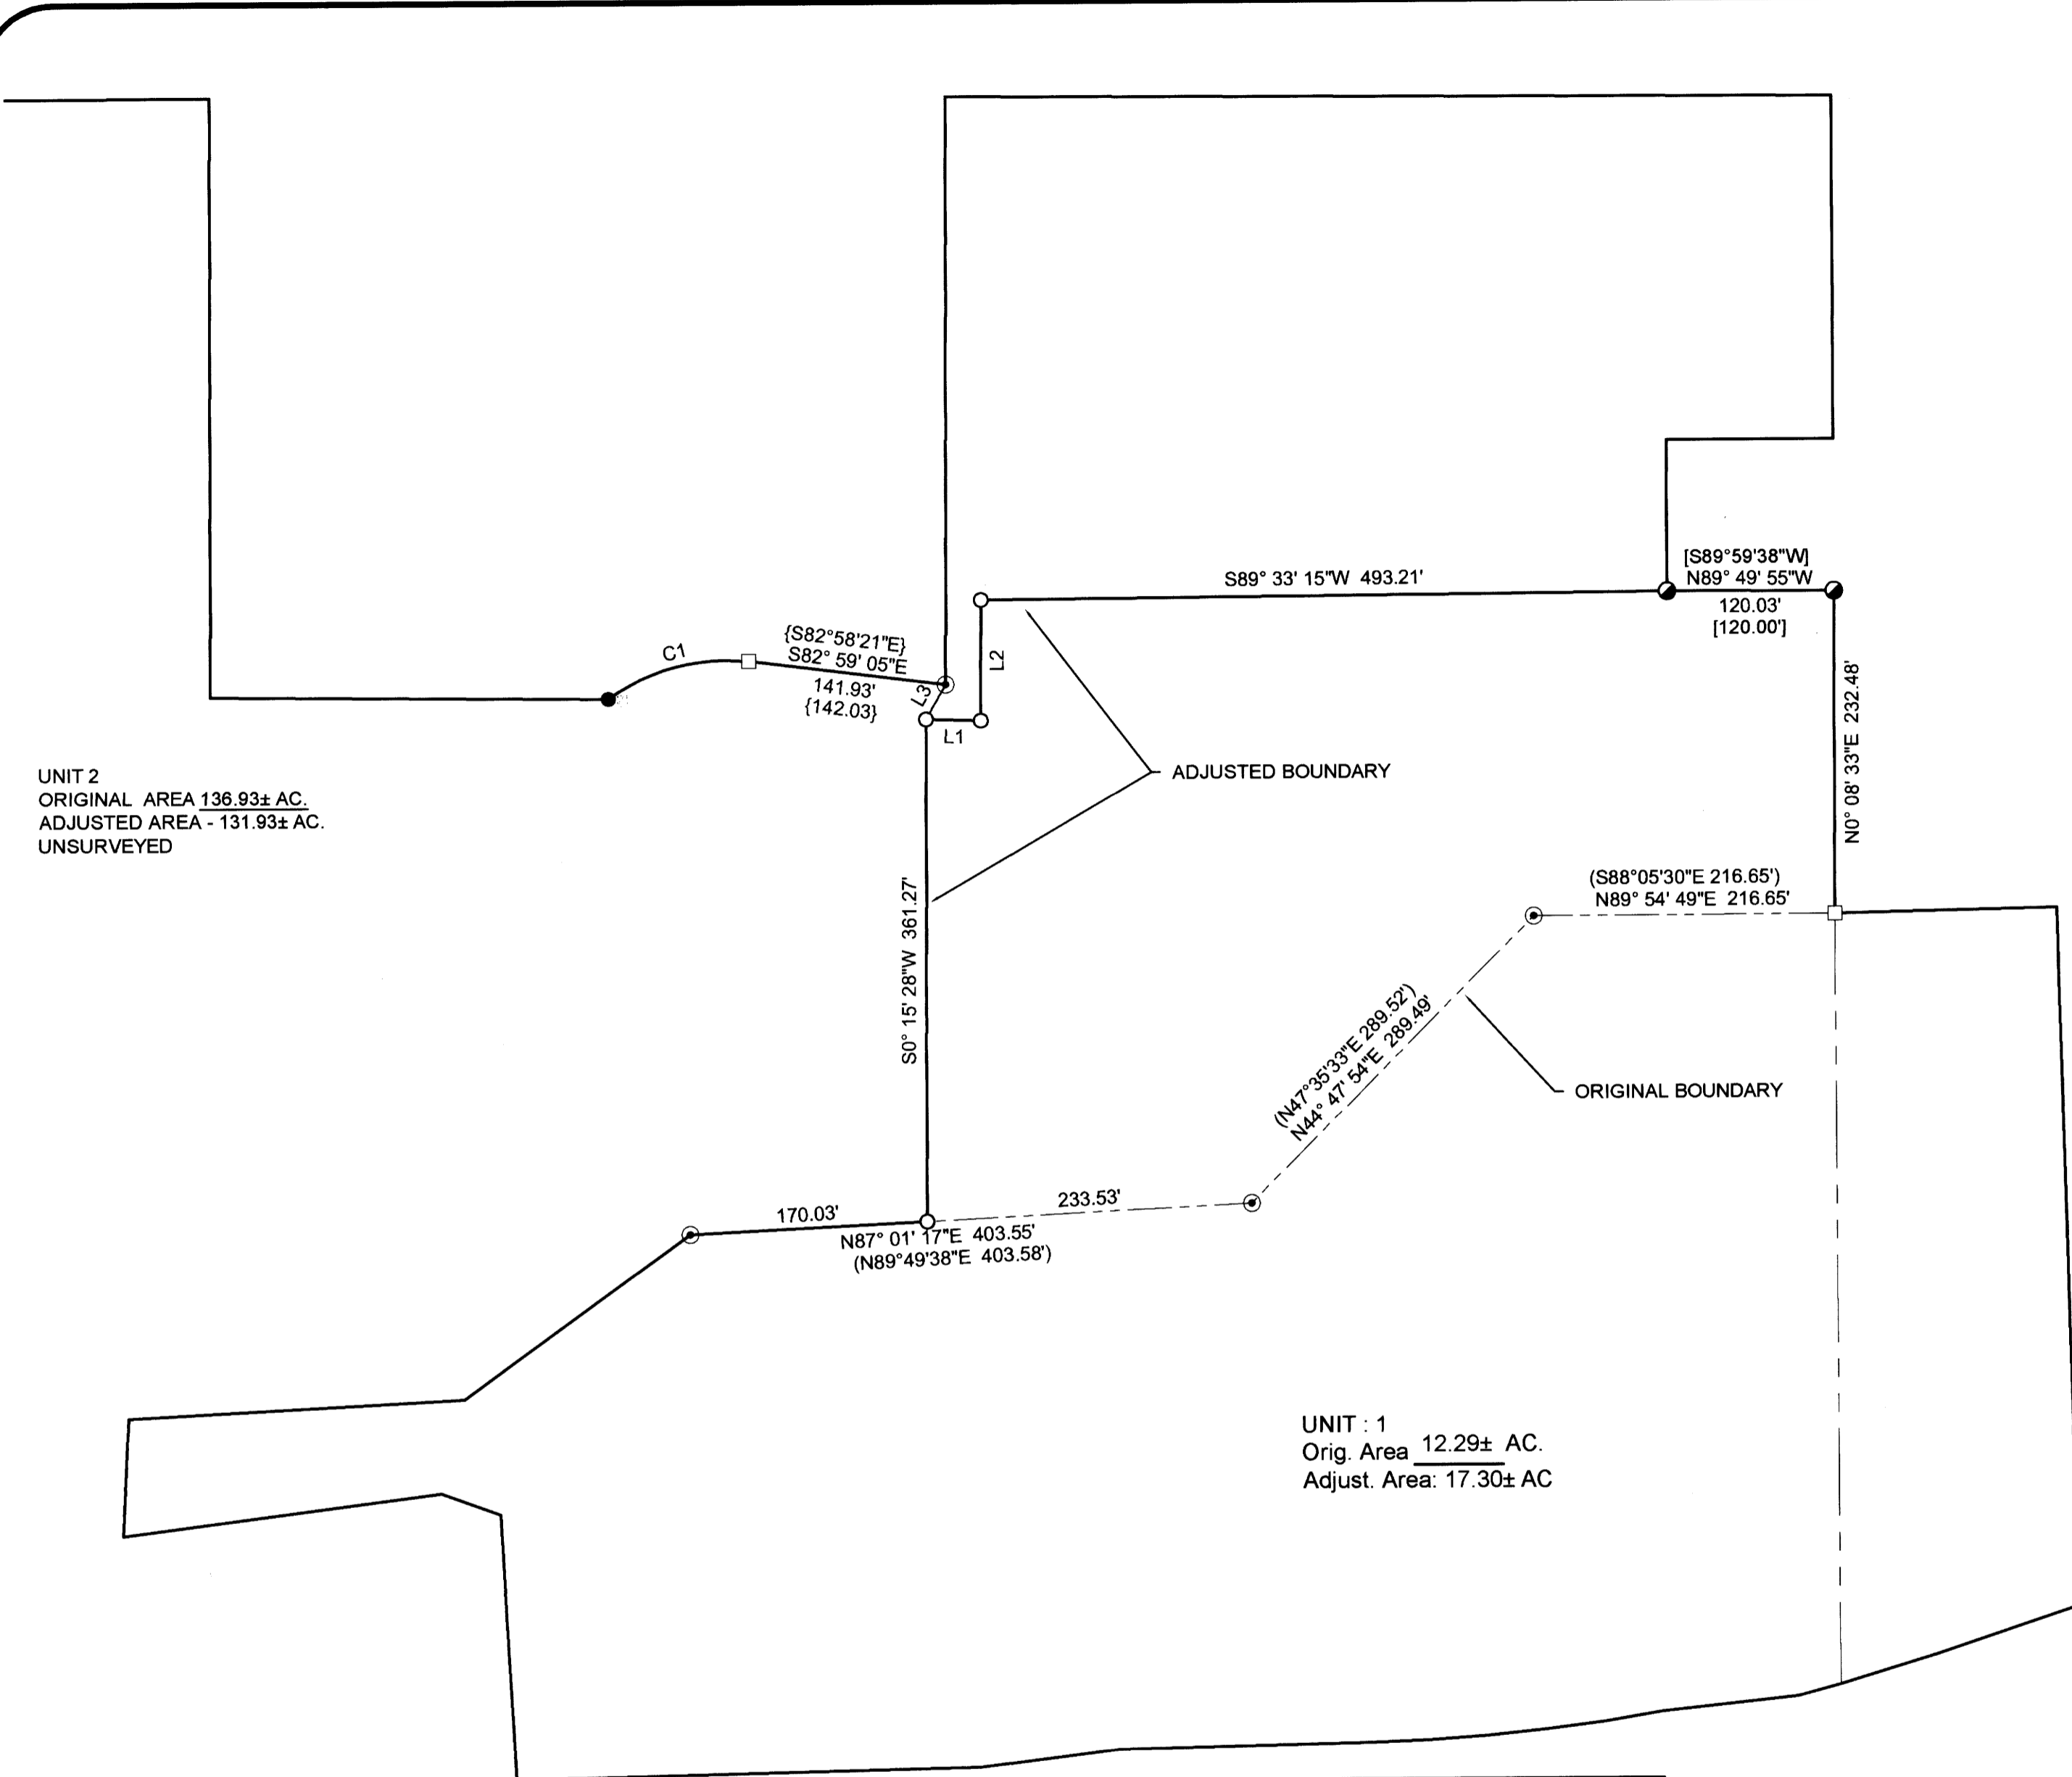 [S89°59'38"W]
N89° 49' 55"W
120.03'
[120.00']
S89° 33' 15"W 493.21'
{S82°58'21"E}
S82° 59' 05"E
141.93'
{142.03}
C1
L3
L2
L1
N0° 08' 33"E 232.48'
ADJUSTED BOUNDARY
UNIT 2
ORIGINAL AREA 136.93± AC.
ADJUSTED AREA - 131.93± AC.
UNSURVEYED
S0° 15' 28"W 361.27'
(S88°05'30"E 216.65')
N89° 54' 49"E 216.65'
(N47°35'33"E 289.52')
N44° 47' 54"E 289.49'
ORIGINAL BOUNDARY
170.03'
233.53'
N87° 01' 17"E 403.55'
(N89°49'38"E 403.58')
UNIT : 1
Orig. Area 12.29± AC.
Adjust. Area: 17.30± AC